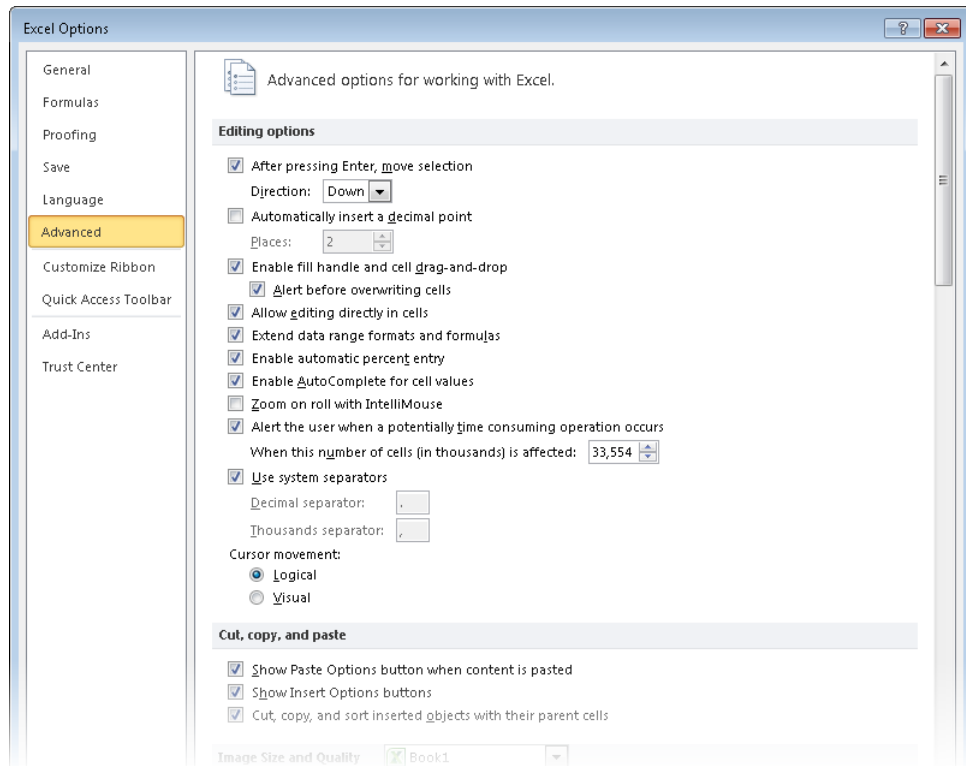 Excel Options
General
Formulas
Proofing
Save
Language
Advanced
Customize Ribbon
Quick Access Toolbar
Add-Ins
Trust Center
Advanced options for working with Excel.
Editing options
After pressing Enter, move selection
Direction: Down
Automatically insert a decimal point
Places: 2
Enable fill handle and cell drag-and-drop
Alert before overwriting cells
Allow editing directly in cells
Extend data range formats and formulas
Enable automatic percent entry
Enable AutoComplete for cell values
Zoom on roll with IntelliMouse
Alert the user when a potentially time consuming operation occurs
When this number of cells (in thousands) is affected: 33,554
Use system separators
Decimal separator: .
Thousands separator: ,
Cursor movement:
Logical
Visual
Cut, copy, and paste
Show Paste Options button when content is pasted
Show Insert Options buttons
Cut, copy, and sort inserted objects with their parent cells
Image Size and Quality Book1